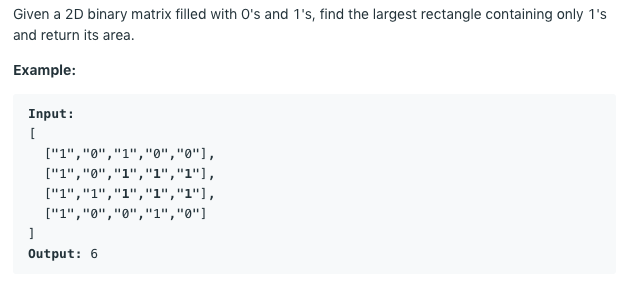 Given a 2D binary matrix filled with 0's and 1's, find the largest rectangle containing only 1's
and return its area.
Example:
Input:
[
["1","0","1","0","0"],
["1","0","1","1","1"],
["1","1","1","1","1"],
["1","0","0","1","0"]
]
Output: 6